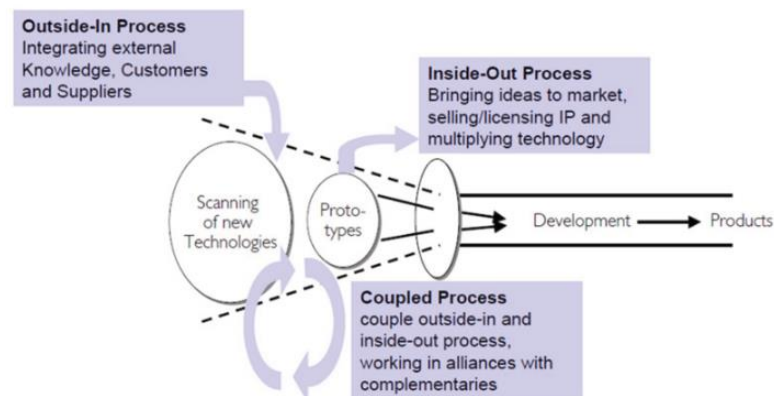 Outside-In Process
Integrating external
Knowledge, Customers
and Suppliers
Inside-Out Process
Bringing ideas to market,
selling/licensing IP and
multiplying technology
Scanning
of new
Technologies
Proto-
types
Development
Products
Coupled Process
couple outside-in and
inside-out process,
working in alliances with
complementaries